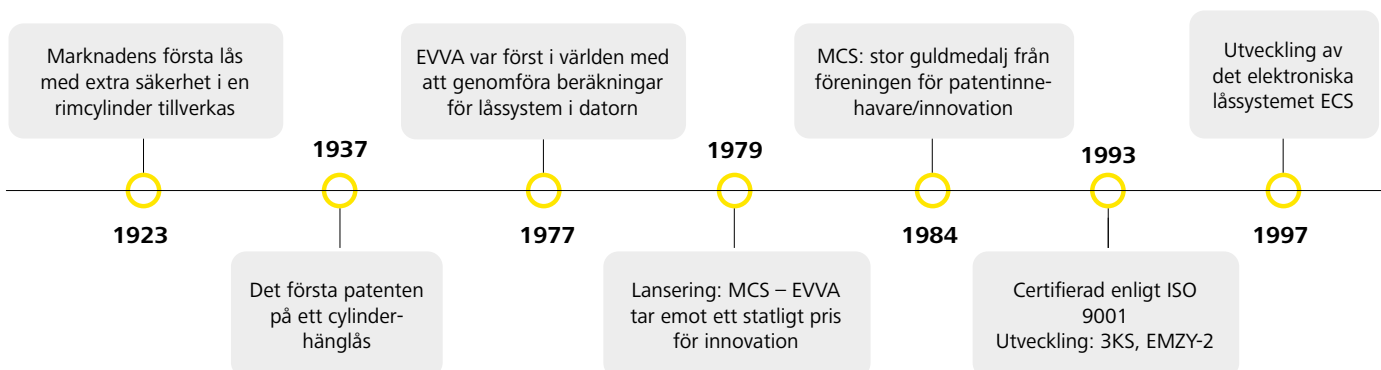 Marknadens första lås
med extra säkerhet i en
rimcylinder tillverkas
1923
1937
Det första patenten
på ett cylinder-
hänglås
EVVA var först i världen med
att genomföra beräkningar
för låssystem i datorn
1977
1979
Lansering: MCS – EVVA
tar emot ett statligt pris
för innovation
MCS: stor guldmedalj från
föreningen för patentinne-
havare/innovation
1984
1993
Certifierad enligt ISO
9001
Utveckling: 3KS, EMZY-2
Utveckling av
det elektroniska
låssystemet ECS
1997